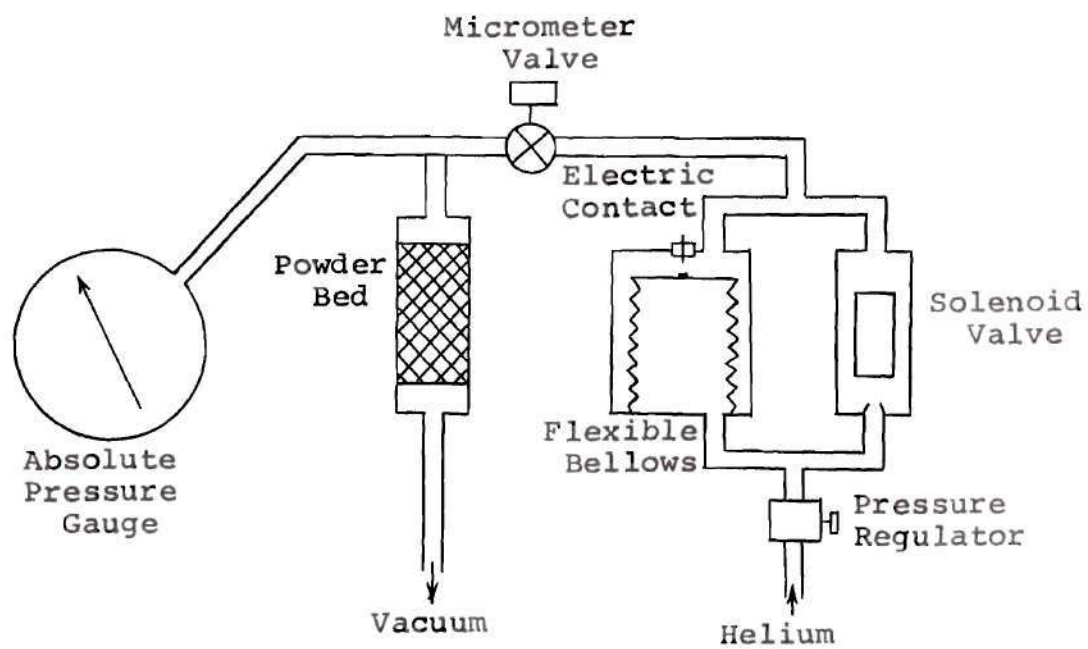 Micrometer
Valve
Electric
Contact
Powder
Bed
Solenoid
Valve
Flexible
Bellows
Absolute
Pressure
Gauge
Pressure
Regulator
Vacuum
Helium